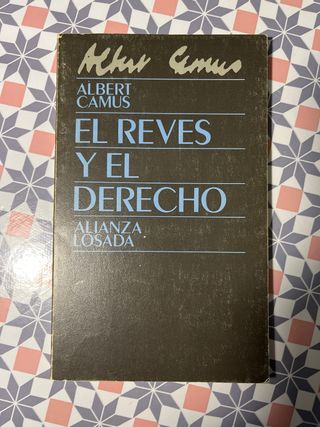 Albert Camus
ALBERT
CAMUS
EL REVES
Y EL
DERECHO
ALIANZA
LOSADA